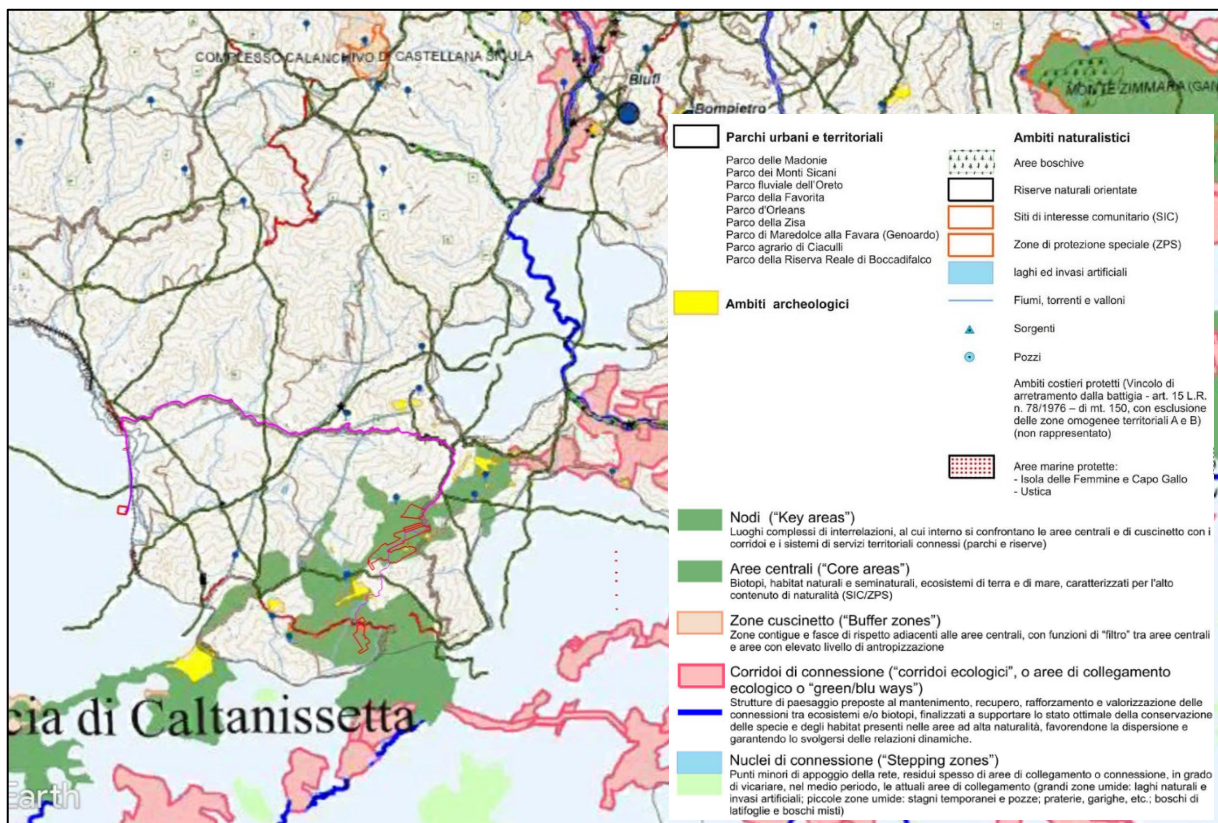 COMPLESSO CALANCHIVO DI CASTELLANA SICULA
Blufi
Bompietro
MONTE ZIMMARA (GAN
cia di Caltanissetta
Earth
Parchi urbani e territoriali
Parco delle Madonie
Parco dei Monti Sicani
Parco fluviale dell'Oreto
Parco della Favorita
Parco d'Orleans
Parco della Zisa
Parco di Maredolce alla Favara (Genoardo)
Parco agrario di Ciaculli
Parco della Riserva Reale di Boccadifalco
Ambiti archeologici
Ambiti naturalistici
Aree boschive
Riserve naturali orientate
Siti di interesse comunitario (SIC)
Zone di protezione speciale (ZPS)
laghi ed invasi artificiali
Fiumi, torrenti e valloni
Sorgenti
Pozzi
Ambiti costieri protetti (Vincolo di
arretramento dalla battigia - art. 15 L.R.
n. 78/1976 – di mt. 150, con esclusione
delle zone omogenee territoriali A e B)
(non rappresentato)
Aree marine protette:
- Isola delle Femmine e Capo Gallo
- Ustica
Nodi ("Key areas")
Luoghi complessi di interrelazioni, al cui interno si confrontano le aree centrali e di cuscinetto con i
corridoi e i sistemi di servizi territoriali connessi (parchi e riserve)
Aree centrali ("Core areas")
Biotopi, habitat naturali e seminaturali, ecosistemi di terra e di mare, caratterizzati per l'alto
contenuto di naturalità (SIC/ZPS)
Zone cuscinetto ("Buffer zones")
Zone contigue e fasce di rispetto adiacenti alle aree centrali, con funzioni di "filtro" tra aree centrali
e aree con elevato livello di antropizzazione
Corridoi di connessione ("corridoi ecologici", o aree di collegamento
ecologico o "green/blu ways")
Strutture di paesaggio preposte al mantenimento, recupero, rafforzamento e valorizzazione delle
connessioni tra ecosistemi e/o biotopi, finalizzati a supportare lo stato ottimale della conservazione
delle specie e degli habitat presenti nelle aree ad alta naturalità, favorendone la dispersione e
garantendo lo svolgersi delle relazioni dinamiche.
Nuclei di connessione ("Stepping zones")
Punti minori di appoggio della rete, residui spesso di aree di collegamento o connessione, in grado
di vicariare, nel medio periodo, le attuali aree di collegamento (grandi zone umide: laghi naturali e
invasi artificiali; piccole zone umide: stagni temporanei e pozze; praterie, garighe, etc.; boschi di
latifoglie e boschi misti)